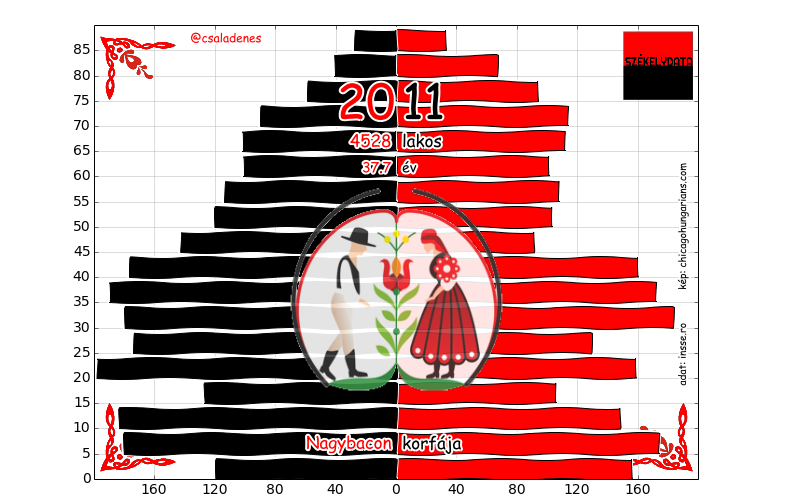 @csaladenes
SZÉKELYDATA
2011
4528 lakos
37.7 év
Nagybacon korfája
kép: chicagohungarians.com
adat: insse.ro
85
80
75
70
65
60
55
50
45
40
35
30
25
20
15
10
5
0
160 120 80 40 0 40 80 120 160